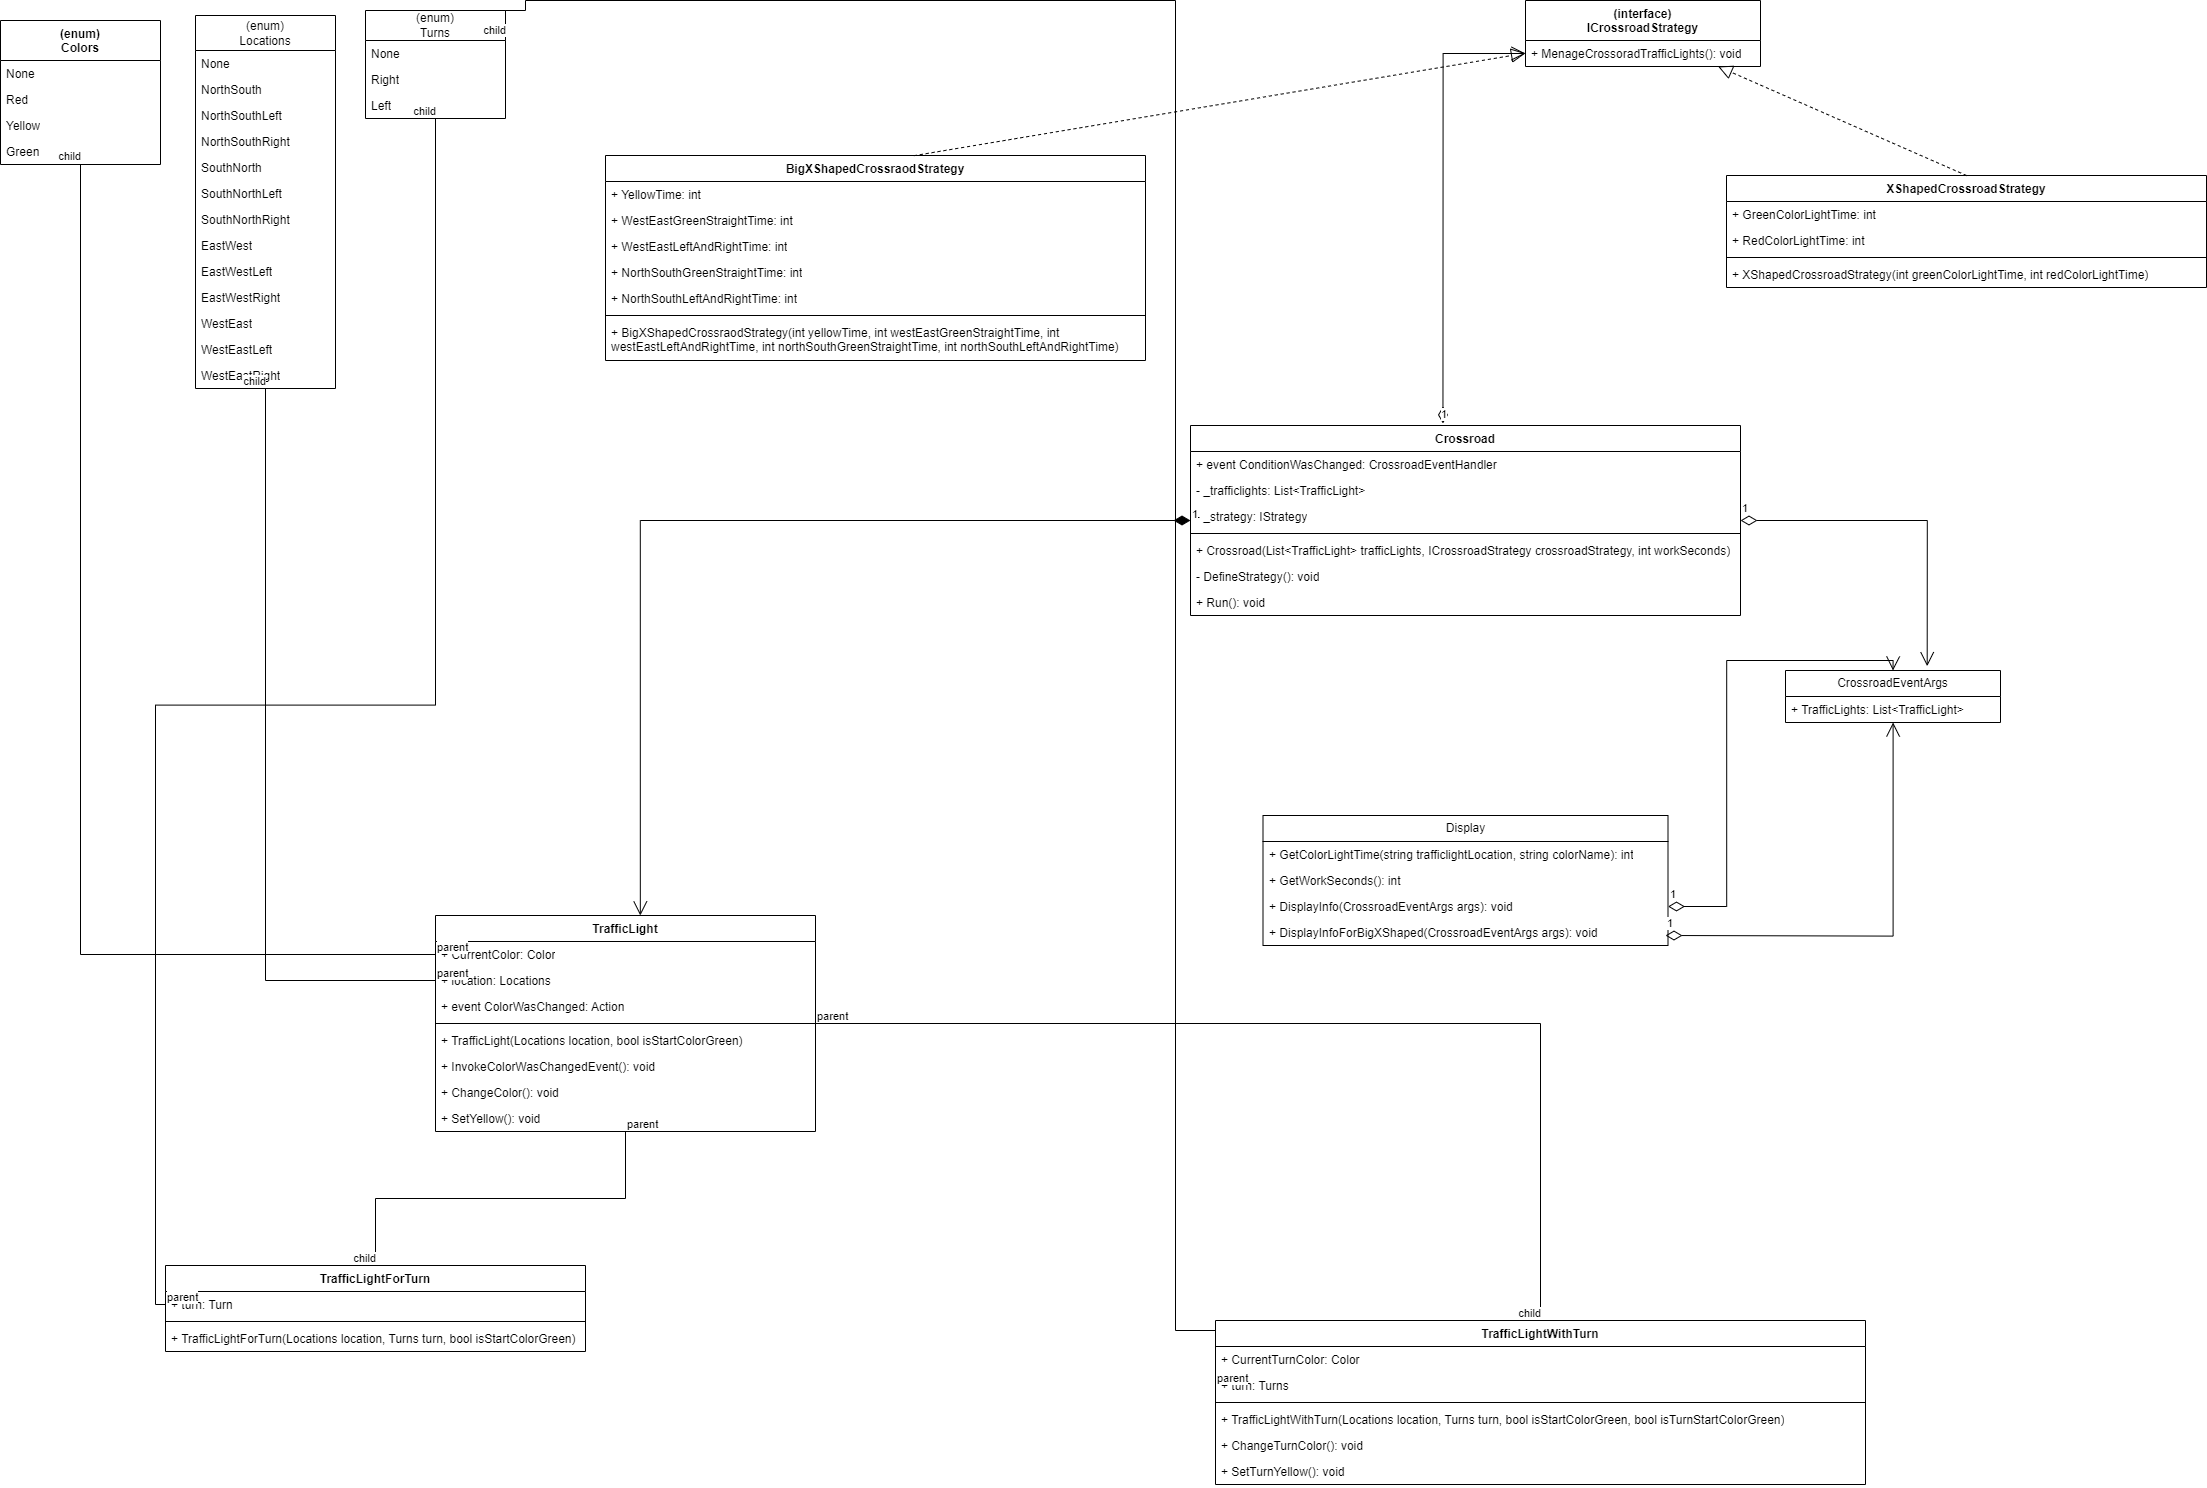 (enum)
Colors
None
Red
Yellow
Green
child
(enum)
Locations
None
NorthSouth
NorthSouthLeft
NorthSouthRight
SouthNorth
SouthNorthLeft
SouthNorthRight
EastWest
EastWestLeft
EastWestRight
WestEast
WestEastLeft
WestEastRight
child
(enum)
Turns
child
None
Right
Left
child
(interface)
ICrossroadStrategy
+ MenageCrossoradTrafficLights(): void
BigXShapedCrossraodStrategy
+ YellowTime: int
+ WestEastGreenStraightTime: int
+ WestEastLeftAndRightTime: int
+ NorthSouthGreenStraightTime: int
+ NorthSouthLeftAndRightTime: int
+ BigXShapedCrossraodStrategy(int yellowTime, int westEastGreenStraightTime, int
westEastLeftAndRightTime, int northSouthGreenStraightTime, int northSouthLeftAndRightTime)
XShapedCrossroadStrategy
+ GreenColorLightTime: int
+ RedColorLightTime: int
+ XShapedCrossroadStrategy(int greenColorLightTime, int redColorLightTime)
1
Crossroad
+ event ConditionWasChanged: CrossroadEventHandler
- _trafficlights: List<TrafficLight>
1
- _strategy: IStrategy
1
+ Crossroad(List<TrafficLight> trafficLights, ICrossroadStrategy crossroadStrategy, int workSeconds)
- DefineStrategy(): void
+ Run(): void
CrossroadEventArgs
+ TrafficLights: List<TrafficLight>
Display
+ GetColorLightTime(string trafficlightLocation, string colorName): int
+ GetWorkSeconds(): int
1
+ DisplayInfo(CrossroadEventArgs args): void
1
+ DisplayInfoForBigXShaped(CrossroadEventArgs args): void
TrafficLight
parent
+ CurrentColor: Color
parent
+ location: Locations
+ event ColorWasChanged: Action
parent
+ TrafficLight(Locations location, bool isStartColorGreen)
+ InvokeColorWasChangedEvent(): void
+ ChangeColor(): void
+ SetYellow(): void
parent
child
TrafficLightForTurn
parent
+ turn: Turn
+ TrafficLightForTurn(Locations location, Turns turn, bool isStartColorGreen)
child
TrafficLightWithTurn
+ CurrentTurnColor: Color
parent
+ turn: Turns
+ TrafficLightWithTurn(Locations location, Turns turn, bool isStartColorGreen, bool isTurnStartColorGreen)
+ ChangeTurnColor(): void
+ SetTurnYellow(): void